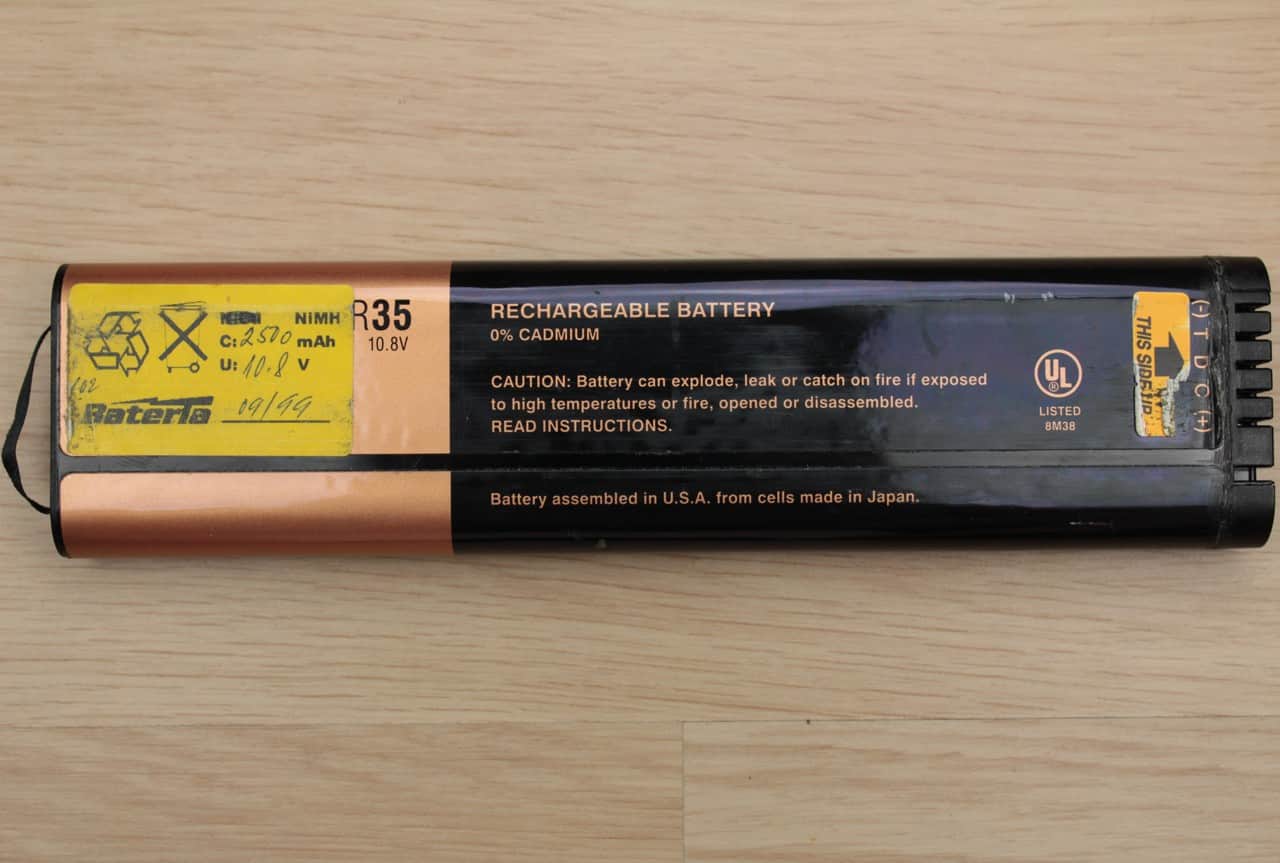 NiMH
C: 2500 mAh
U: 10.8 V
102
Baterla 09/99
R35
10.8V
RECHARGEABLE BATTERY
0% CADMIUM
CAUTION: Battery can explode, leak or catch on fire if exposed
to high temperatures or fire, opened or disassembled.
READ INSTRUCTIONS.
Battery assembled in U.S.A. from cells made in Japan.
UL
®
LISTED
8M38
THIS SIDE UP
(-) T D C (+)